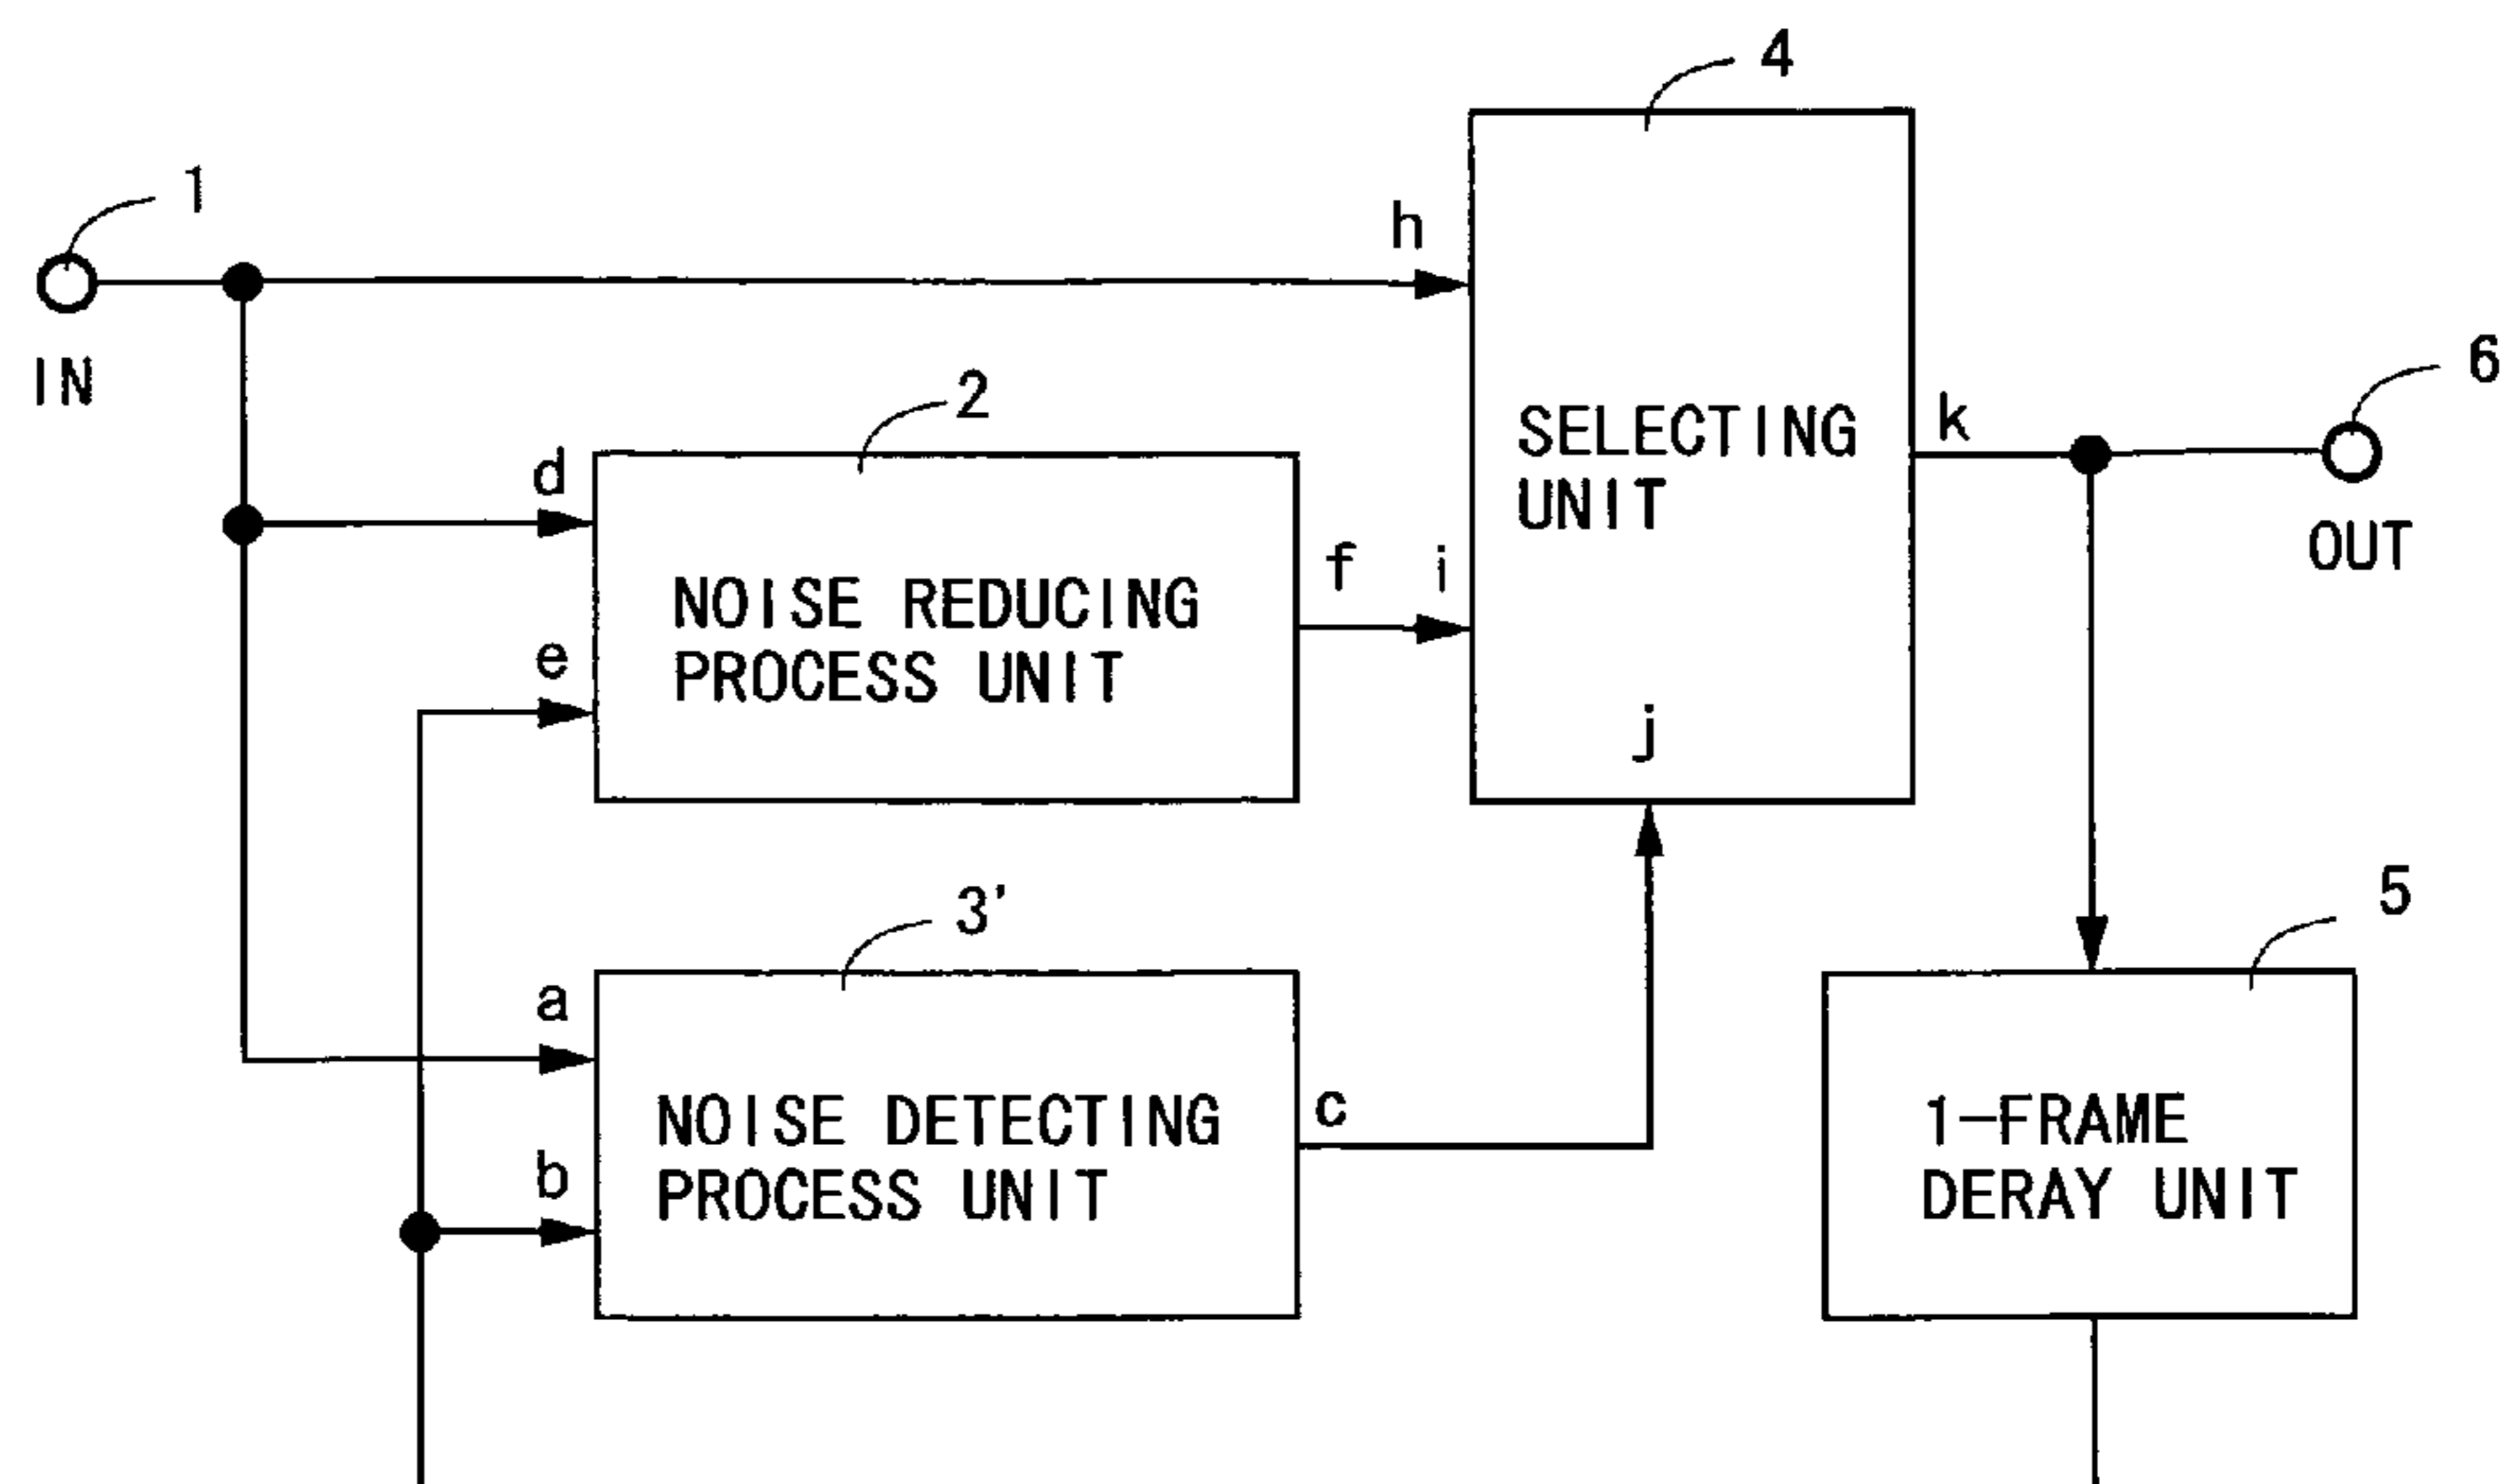 4
1
h
IN
6
2
k
SELECTING
UNIT
d
OUT
f i
NOISE REDUCING
PROCESS UNIT
e
j
5
3'
a
c
NOISE DETECTING
PROCESS UNIT
1-FRAME
DERAY UNIT
b